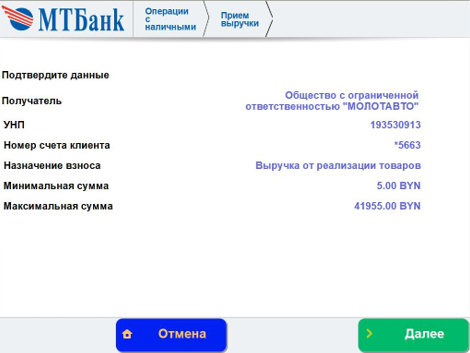 МТБанк
Операции
с
наличными
Прием
выручки
Подтвердите данные
Получатель
Общество с ограниченной
ответственностью "МОЛОТАВТО"
УНП 193530913
Номер счета клиента *5663
Назначение взноса Выручка от реализации товаров
Минимальная сумма 5.00 BYN
Максимальная сумма 41955.00 BYN
Отмена Далее